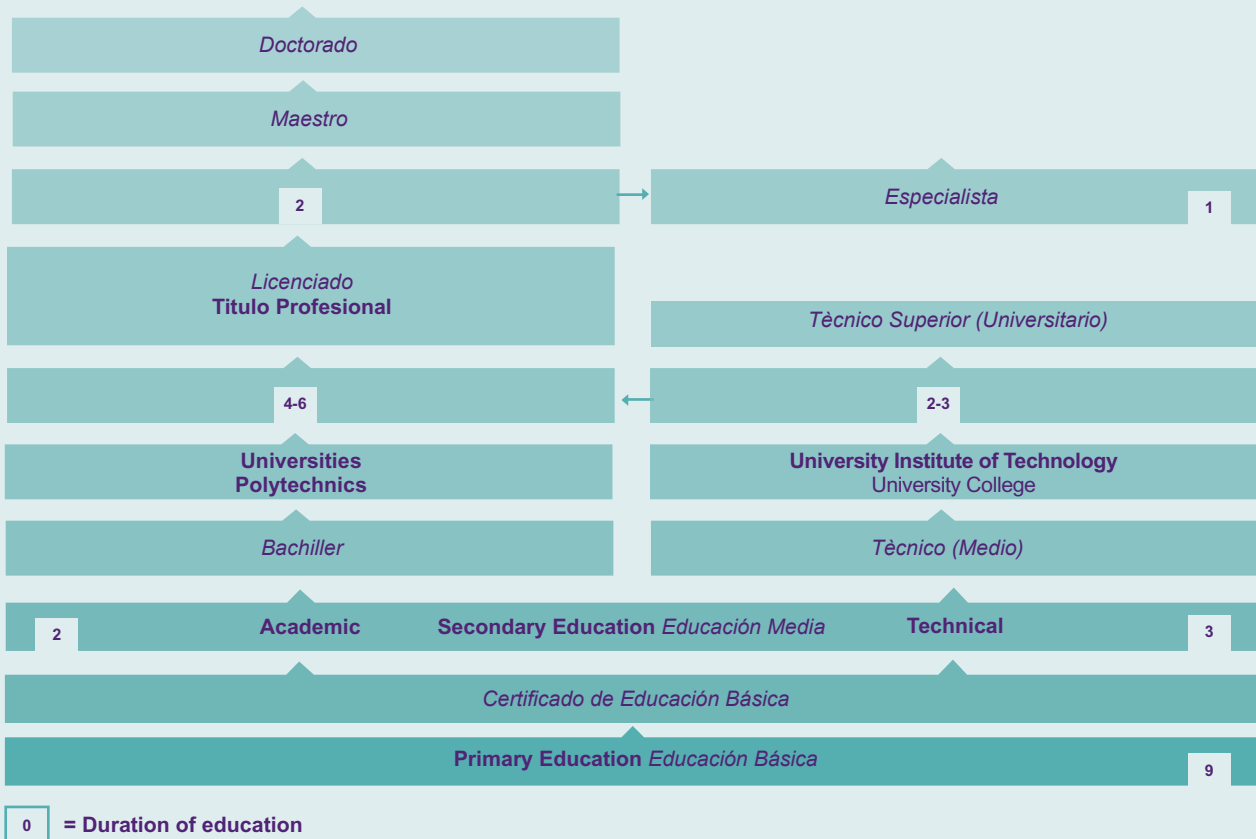 Doctorado
Maestro
2
Especialista
1
Licenciado
Titulo Profesional
Tècnico Superior (Universitario)
4-6
2-3
Universities
Polytechnics
University Institute of Technology
University College
Bachiller
Tècnico (Medio)
2
Academic
Secondary Education Educación Media
Technical
3
Certificado de Educación Básica
Primary Education Educación Básica
9
0 = Duration of education